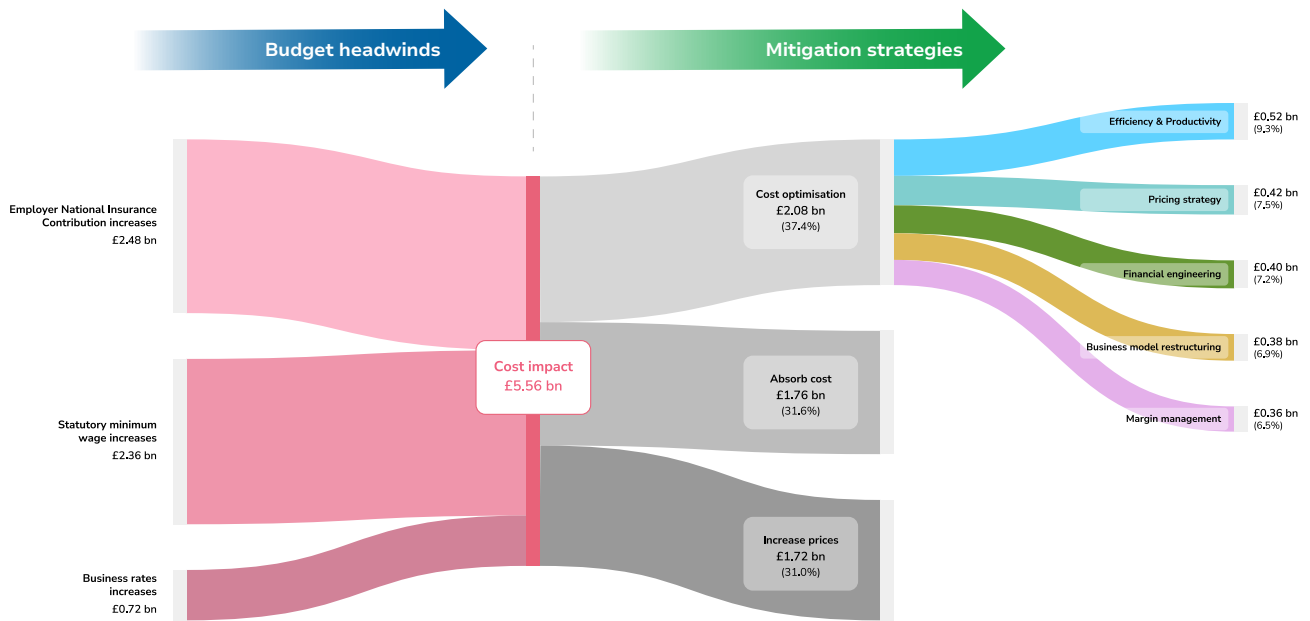 Budget headwinds
Mitigation strategies
Employer National Insurance
Contribution increases
£2.48 bn
Statutory minimum
wage increases
£2.36 bn
Business rates
increases
£0.72 bn
Cost impact
£5.56 bn
Cost optimisation
£2.08 bn
(37.4%)
Absorb cost
£1.76 bn
(31.6%)
Increase prices
£1.72 bn
(31.0%)
Efficiency & Productivity
£0.52 bn
(9.3%)
Pricing strategy
£0.42 bn
(7.5%)
Financial engineering
£0.40 bn
(7.2%)
Business model restructuring
£0.38 bn
(6.9%)
Margin management
£0.36 bn
(6.5%)